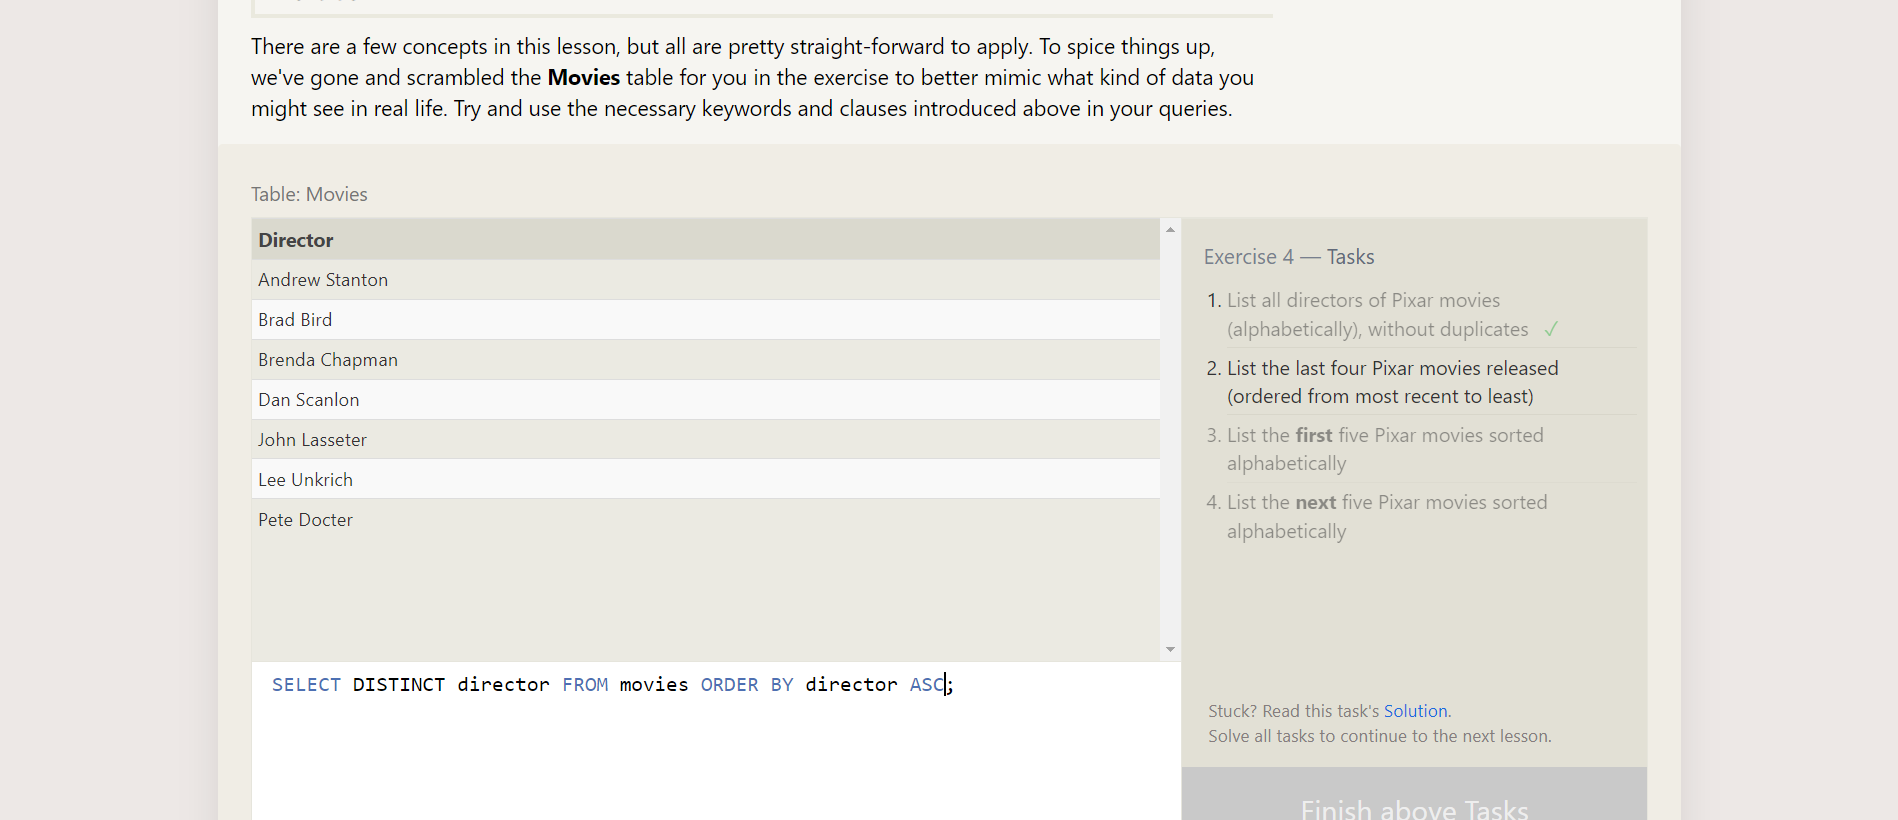 There are a few concepts in this lesson, but all are pretty straight-forward to apply. To spice things up,
we've gone and scrambled the Movies table for you in the exercise to better mimic what kind of data you
might see in real life. Try and use the necessary keywords and clauses introduced above in your queries.
Table: Movies
Director
Andrew Stanton
Brad Bird
Brenda Chapman
Dan Scanlon
John Lasseter
Lee Unkrich
Pete Docter
SELECT DISTINCT director FROM movies ORDER BY director ASC;
Exercise 4 — Tasks
1. List all directors of Pixar movies
(alphabetically), without duplicates ✓
2. List the last four Pixar movies released
(ordered from most recent to least)
3. List the first five Pixar movies sorted
alphabetically
4. List the next five Pixar movies sorted
alphabetically
Stuck? Read this task's Solution.
Solve all tasks to continue to the next lesson.
Finish above Tasks